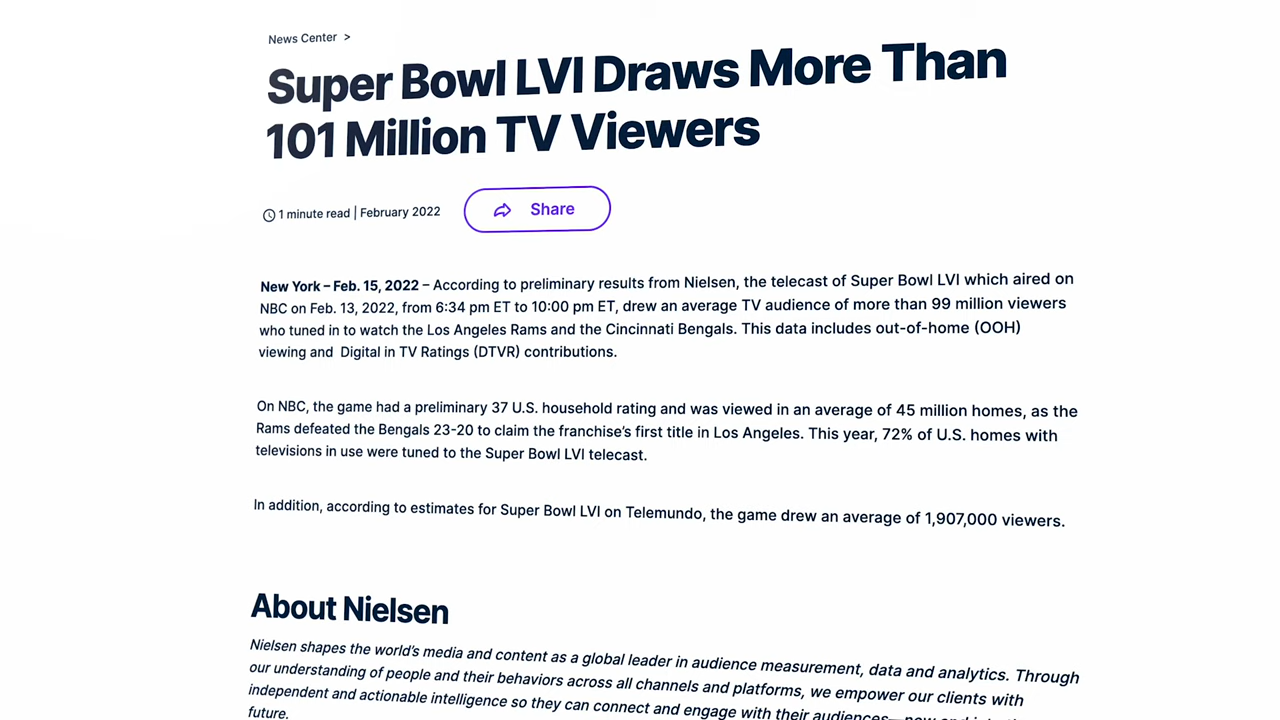 News Center >
Super Bowl LVI Draws More Than
101 Million TV Viewers
1 minute read | February 2022
Share
New York – Feb. 15, 2022 – According to preliminary results from Nielsen, the telecast of Super Bowl LVI which aired on
NBC on Feb. 13, 2022, from 6:34 pm ET to 10:00 pm ET, drew an average TV audience of more than 99 million viewers
who tuned in to watch the Los Angeles Rams and the Cincinnati Bengals. This data includes out-of-home (OOH)
viewing and Digital in TV Ratings (DTVR) contributions.
On NBC, the game had a preliminary 37 U.S. household rating and was viewed in an average of 45 million homes, as the
Rams defeated the Bengals 23-20 to claim the franchise's first title in Los Angeles. This year, 72% of U.S. homes with
televisions in use were tuned to the Super Bowl LVI telecast.
In addition, according to estimates for Super Bowl LVI on Telemundo, the game drew an average of 1,907,000 viewers.
About Nielsen
Nielsen shapes the world's media and content as a global leader in audience measurement, data and analytics. Through
our understanding of people and their behaviors across all channels and platforms, we empower our clients with
independent and actionable intelligence so they can connect and engage with their audiences—now and
future.